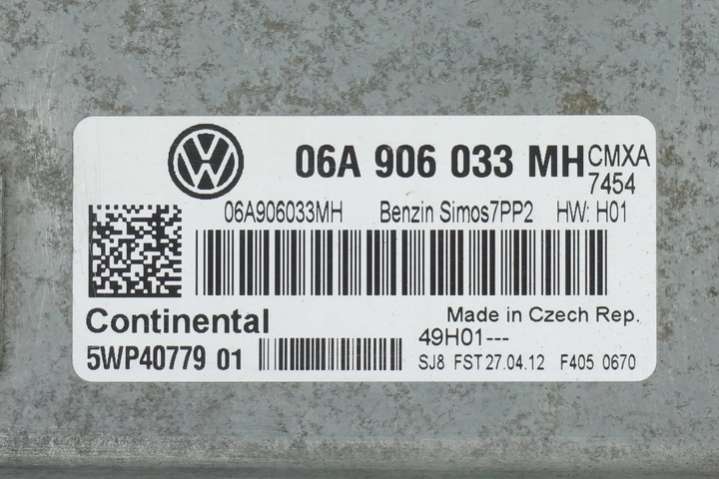 06A 906 033 MH CMXA
7454
06A906033MH Benzin Simos7PP2 HW: H01
Continental Made in Czech Rep.
5WP40779 01 49H01---
SJ8 FST 27.04.12 F405 0670